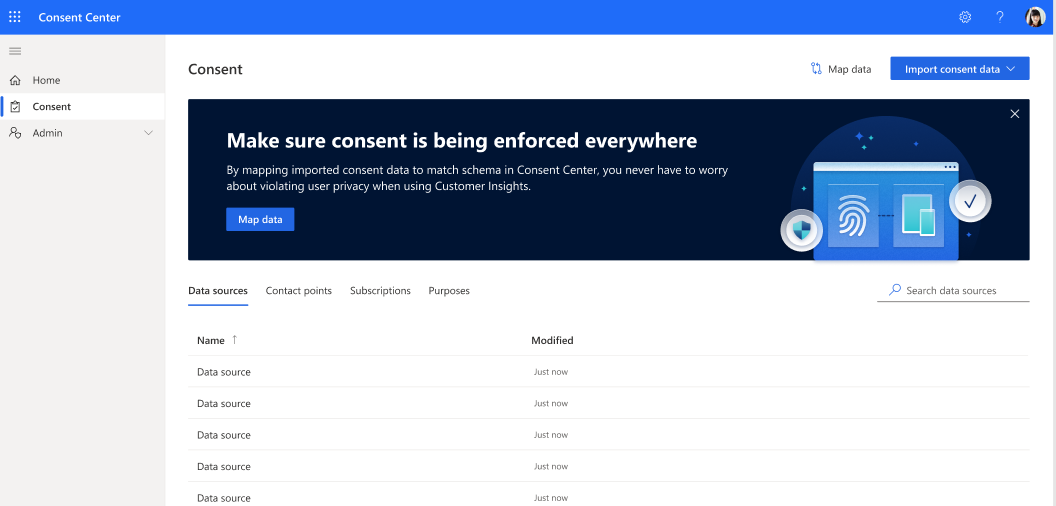 Consent Center
?
Home
Consent
Admin
Consent
Map data
Import consent data
Make sure consent is being enforced everywhere
By mapping imported consent data to match schema in Consent Center, you never have to worry
about violating user privacy when using Customer Insights.
Map data
Data sources Contact points Subscriptions Purposes
Search data sources
Name ↑ Modified
Data source Just now
Data source Just now
Data source Just now
Data source Just now
Data source Just now